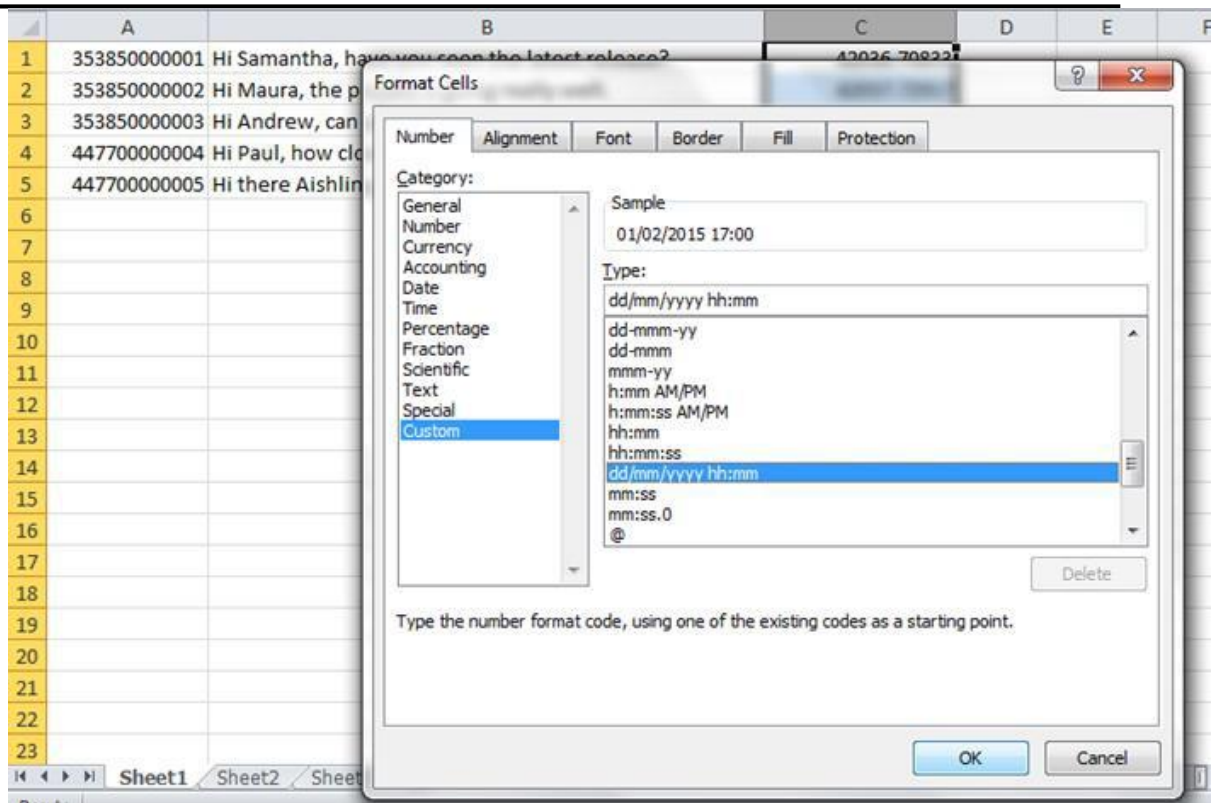 A B C D E F
1 353850000001 Hi Samantha, have you seen the latest release? 42036.70833
2 353850000002 Hi Maura, the p really well.
3 353850000003 Hi Andrew, can
4 447700000004 Hi Paul, how clo
5 447700000005 Hi there Aishlin
6
7
8
9
10
11
12
13
14
15
16
17
18
19
20
21
22
23
Format Cells
Number Alignment Font Border Fill Protection
Category:
General
Number
Currency
Accounting
Date
Time
Percentage
Fraction
Scientific
Text
Special
Custom
Sample
01/02/2015 17:00
Type:
dd/mm/yyyy hh:mm
dd-mmm-yy
dd-mmm
mmm-yy
h:mm AM/PM
h:mm:ss AM/PM
hh:mm
hh:mm:ss
dd/mm/yyyy hh:mm
mm:ss
mm:ss.0
@
Delete
Type the number format code, using one of the existing codes as a starting point.
OK Cancel
Sheet1 Sheet2 Sheet